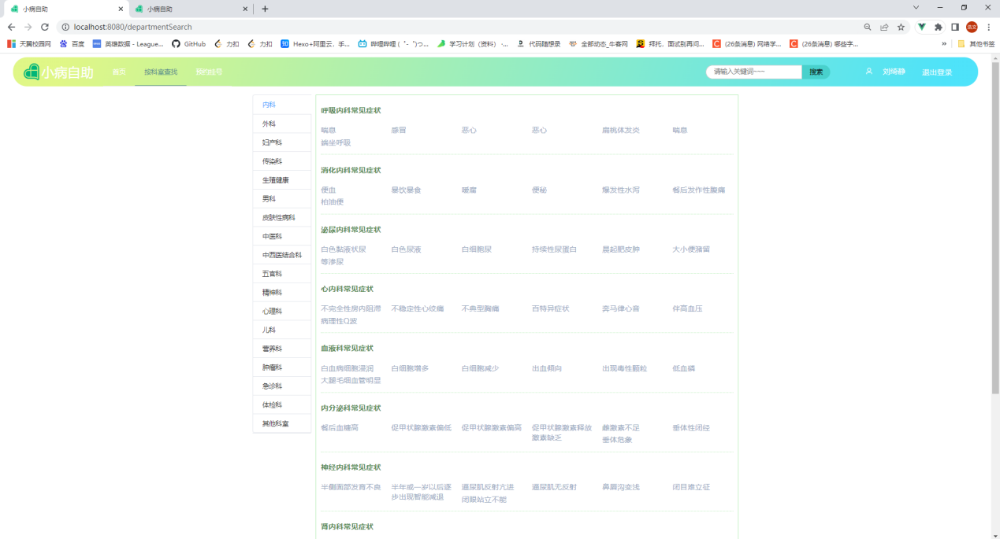 小病自助
小病自助
localhost:8080/departmentSearch
天翼校园网 百度 英雄数据 - League... GitHub 力扣 力扣 Hexo+阿里云，手... 哔哩哔哩 (゜-゜)つ... 学习计划（资料）-... 代码随想录 全部动态_牛客网 拜托，面试别再问... (26条消息) 网络学... (26条消息) 哪些字... » 其他书签
小病自助 首页 按科室查找 预约挂号 请输入关键词~~~ 搜索 刘绮静 退出登录
内科
外科
妇产科
传染科
生殖健康
男科
皮肤性病科
中医科
中西医结合科
五官科
精神科
心理科
儿科
营养科
肿瘤科
急诊科
体检科
其他科室
呼吸内科常见症状
喘息 感冒 恶心 恶心 扁桃体发炎 喘息
端坐呼吸
消化内科常见症状
便血 暴饮暴食 嗳腐 便秘 爆发性水泻 餐后发作性腹痛
柏油便
泌尿内科常见症状
白色黏液状尿 白色尿液 白细胞尿 持续性尿蛋白 晨起肥皮肿 大小便潴留
等渗尿
心内科常见症状
不完全性房内阻滞 不稳定性心绞痛 不典型胸痛 百特异症状 奔马律心音 伴高血压
病理性Q波
血液科常见症状
白血病细胞浸润 白细胞增多 白细胞减少 出血倾向 出现毒性颗粒 低血磷
大腿毛细血管明显
内分泌科常见症状
餐后血糖高 促甲状腺激素偏低 促甲状腺激素偏高 促甲状腺激素释放 雌激素不足 垂体性闭经
激素缺乏 垂体危象
神经内科常见症状
半侧面部发育不良 半年或一岁以后逐 逼尿肌反射亢进 逼尿肌无反射 鼻唇沟变浅 闭目难立征
步出现智能减退 闭眼站立不能
肾内科常见症状